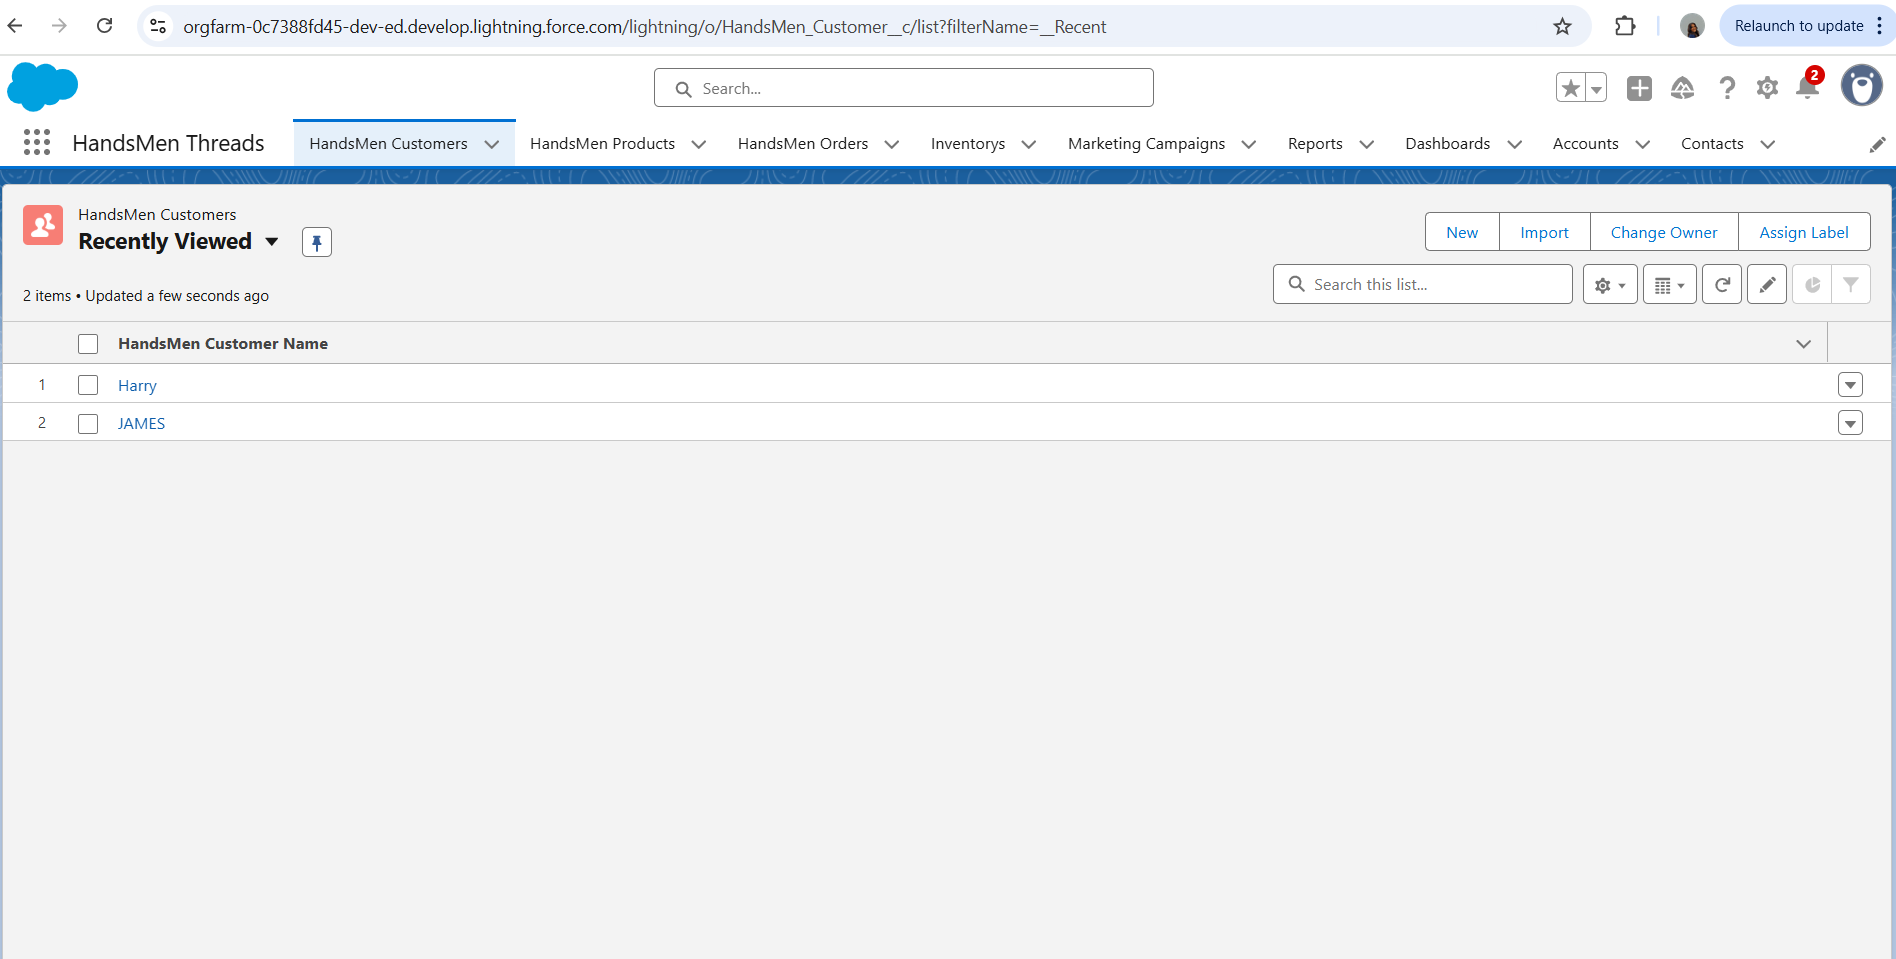 orgfarm-0c7388fd45-dev-ed.develop.lightning.force.com/lightning/o/HandsMen_Customer__c/list?filterName=__Recent
Relaunch to update
Search...
2
HandsMen Threads
HandsMen Customers
HandsMen Products
HandsMen Orders
Inventorys
Marketing Campaigns
Reports
Dashboards
Accounts
Contacts
HandsMen Customers
Recently Viewed
New
Import
Change Owner
Assign Label
2 items • Updated a few seconds ago
Search this list...
HandsMen Customer Name
1 Harry
2 JAMES